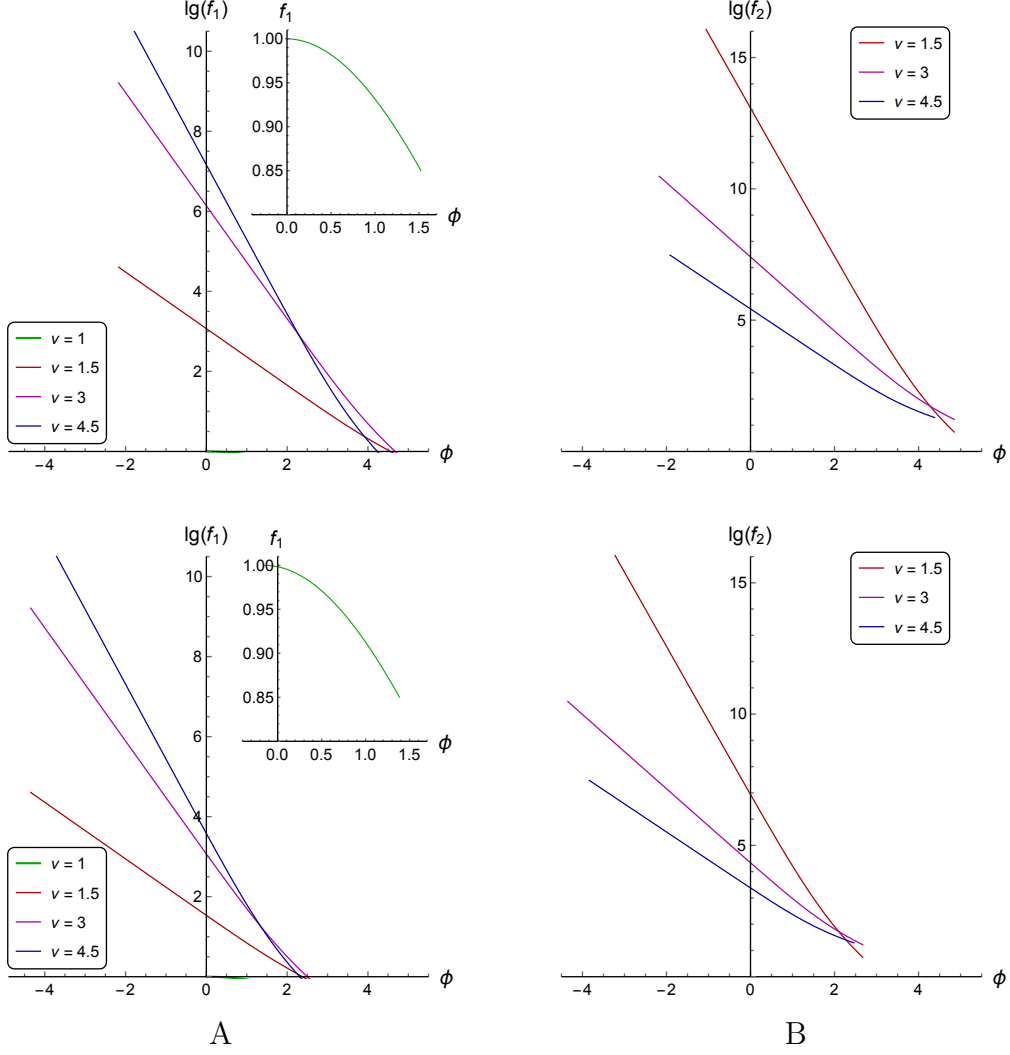 lg(f₁)
10
8
6
4
2
−4 −2 0 2 4 ϕ
f₁
1.00
0.95
0.90
0.85
0.0 0.5 1.0 1.5 ϕ
ν = 1
ν = 1.5
ν = 3
ν = 4.5
lg(f₂)
15
10
5
−4 −2 0 2 4 ϕ
ν = 1.5
ν = 3
ν = 4.5
lg(f₁)
10
8
6
4
2
−4 −2 0 2 4 ϕ
f₁
1.00
0.95
0.90
0.85
0.0 0.5 1.0 1.5 ϕ
ν = 1
ν = 1.5
ν = 3
ν = 4.5
lg(f₂)
15
10
5
−4 −2 0 2 4 ϕ
ν = 1.5
ν = 3
ν = 4.5
A B